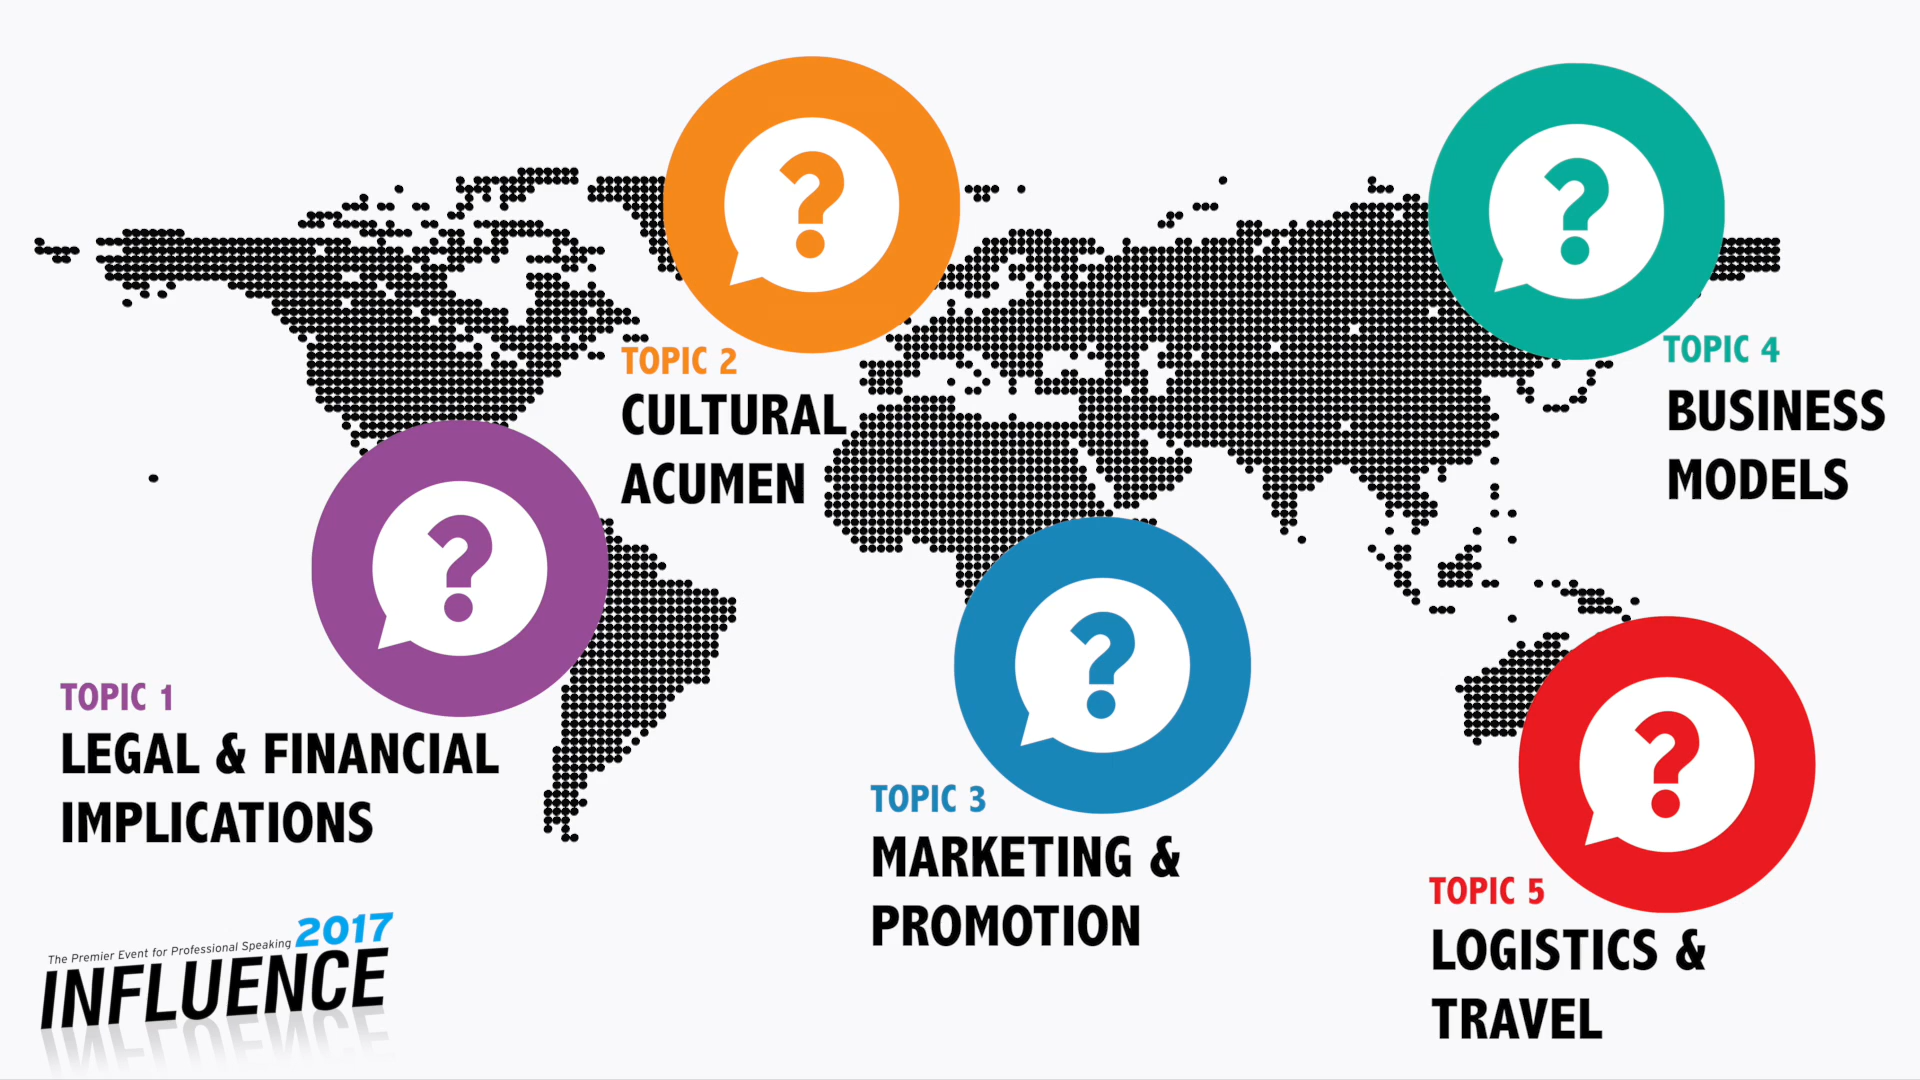 TOPIC 1
LEGAL & FINANCIAL
IMPLICATIONS
TOPIC 2
CULTURAL
ACUMEN
TOPIC 3
MARKETING &
PROMOTION
TOPIC 4
BUSINESS
MODELS
TOPIC 5
LOGISTICS &
TRAVEL
The Premier Event for Professional Speaking 2017
INFLUENCE